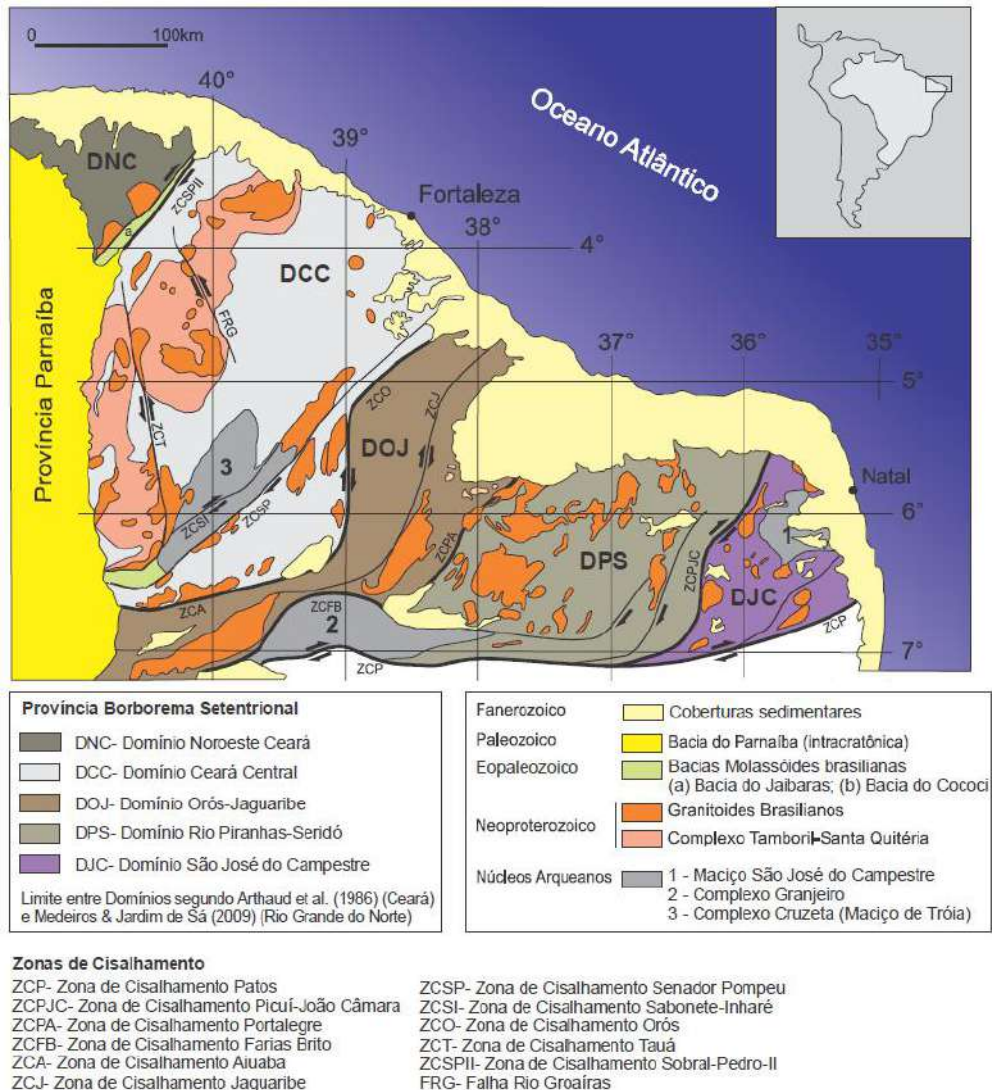 0 100km
40°
39°
Oceano Atlântico
DNC
ZCSPII
Fortaleza
38°
4°
a
DCC
FRG
Província Parnaíba
37°
36°
35°
5°
ZCO
ZCJ
ZCT
DOJ
3
Natal
6°
ZCSI
ZCSP
ZCPA
1
DPS
ZCPJC
DJC
ZCA
ZCFB
2
ZCP
ZCP
7°
Província Borborema Setentrional
DNC- Domínio Noroeste Ceará
DCC- Domínio Ceará Central
DOJ- Domínio Orós-Jaguaribe
DPS- Domínio Rio Piranhas-Seridó
DJC- Domínio São José do Campestre
Limite entre Domínios segundo Arthaud et al. (1986) (Ceará)
e Medeiros & Jardim de Sá (2009) (Rio Grande do Norte)
Fanerozoico Coberturas sedimentares
Paleozoico Bacia do Parnaíba (intracratônica)
Eopaleozoico Bacias Molassóides brasilianas
(a) Bacia do Jaibaras; (b) Bacia do Cococi
Neoproterozoico Granitoides Brasilianos
Complexo Tamboril-Santa Quitéria
Núcleos Arqueanos 1 - Maciço São José do Campestre
2 - Complexo Granjeiro
3 - Complexo Cruzeta (Maciço de Tróia)
Zonas de Cisalhamento
ZCP- Zona de Cisalhamento Patos
ZCPJC- Zona de Cisalhamento Picuí-João Câmara
ZCPA- Zona de Cisalhamento Portalegre
ZCFB- Zona de Cisalhamento Farias Brito
ZCA- Zona de Cisalhamento Aiuaba
ZCJ- Zona de Cisalhamento Jaguaribe
ZCSP- Zona de Cisalhamento Senador Pompeu
ZCSI- Zona de Cisalhamento Sabonete-Inharé
ZCO- Zona de Cisalhamento Orós
ZCT- Zona de Cisalhamento Tauá
ZCSPII- Zona de Cisalhamento Sobral-Pedro-II
FRG- Falha Rio Groaíras